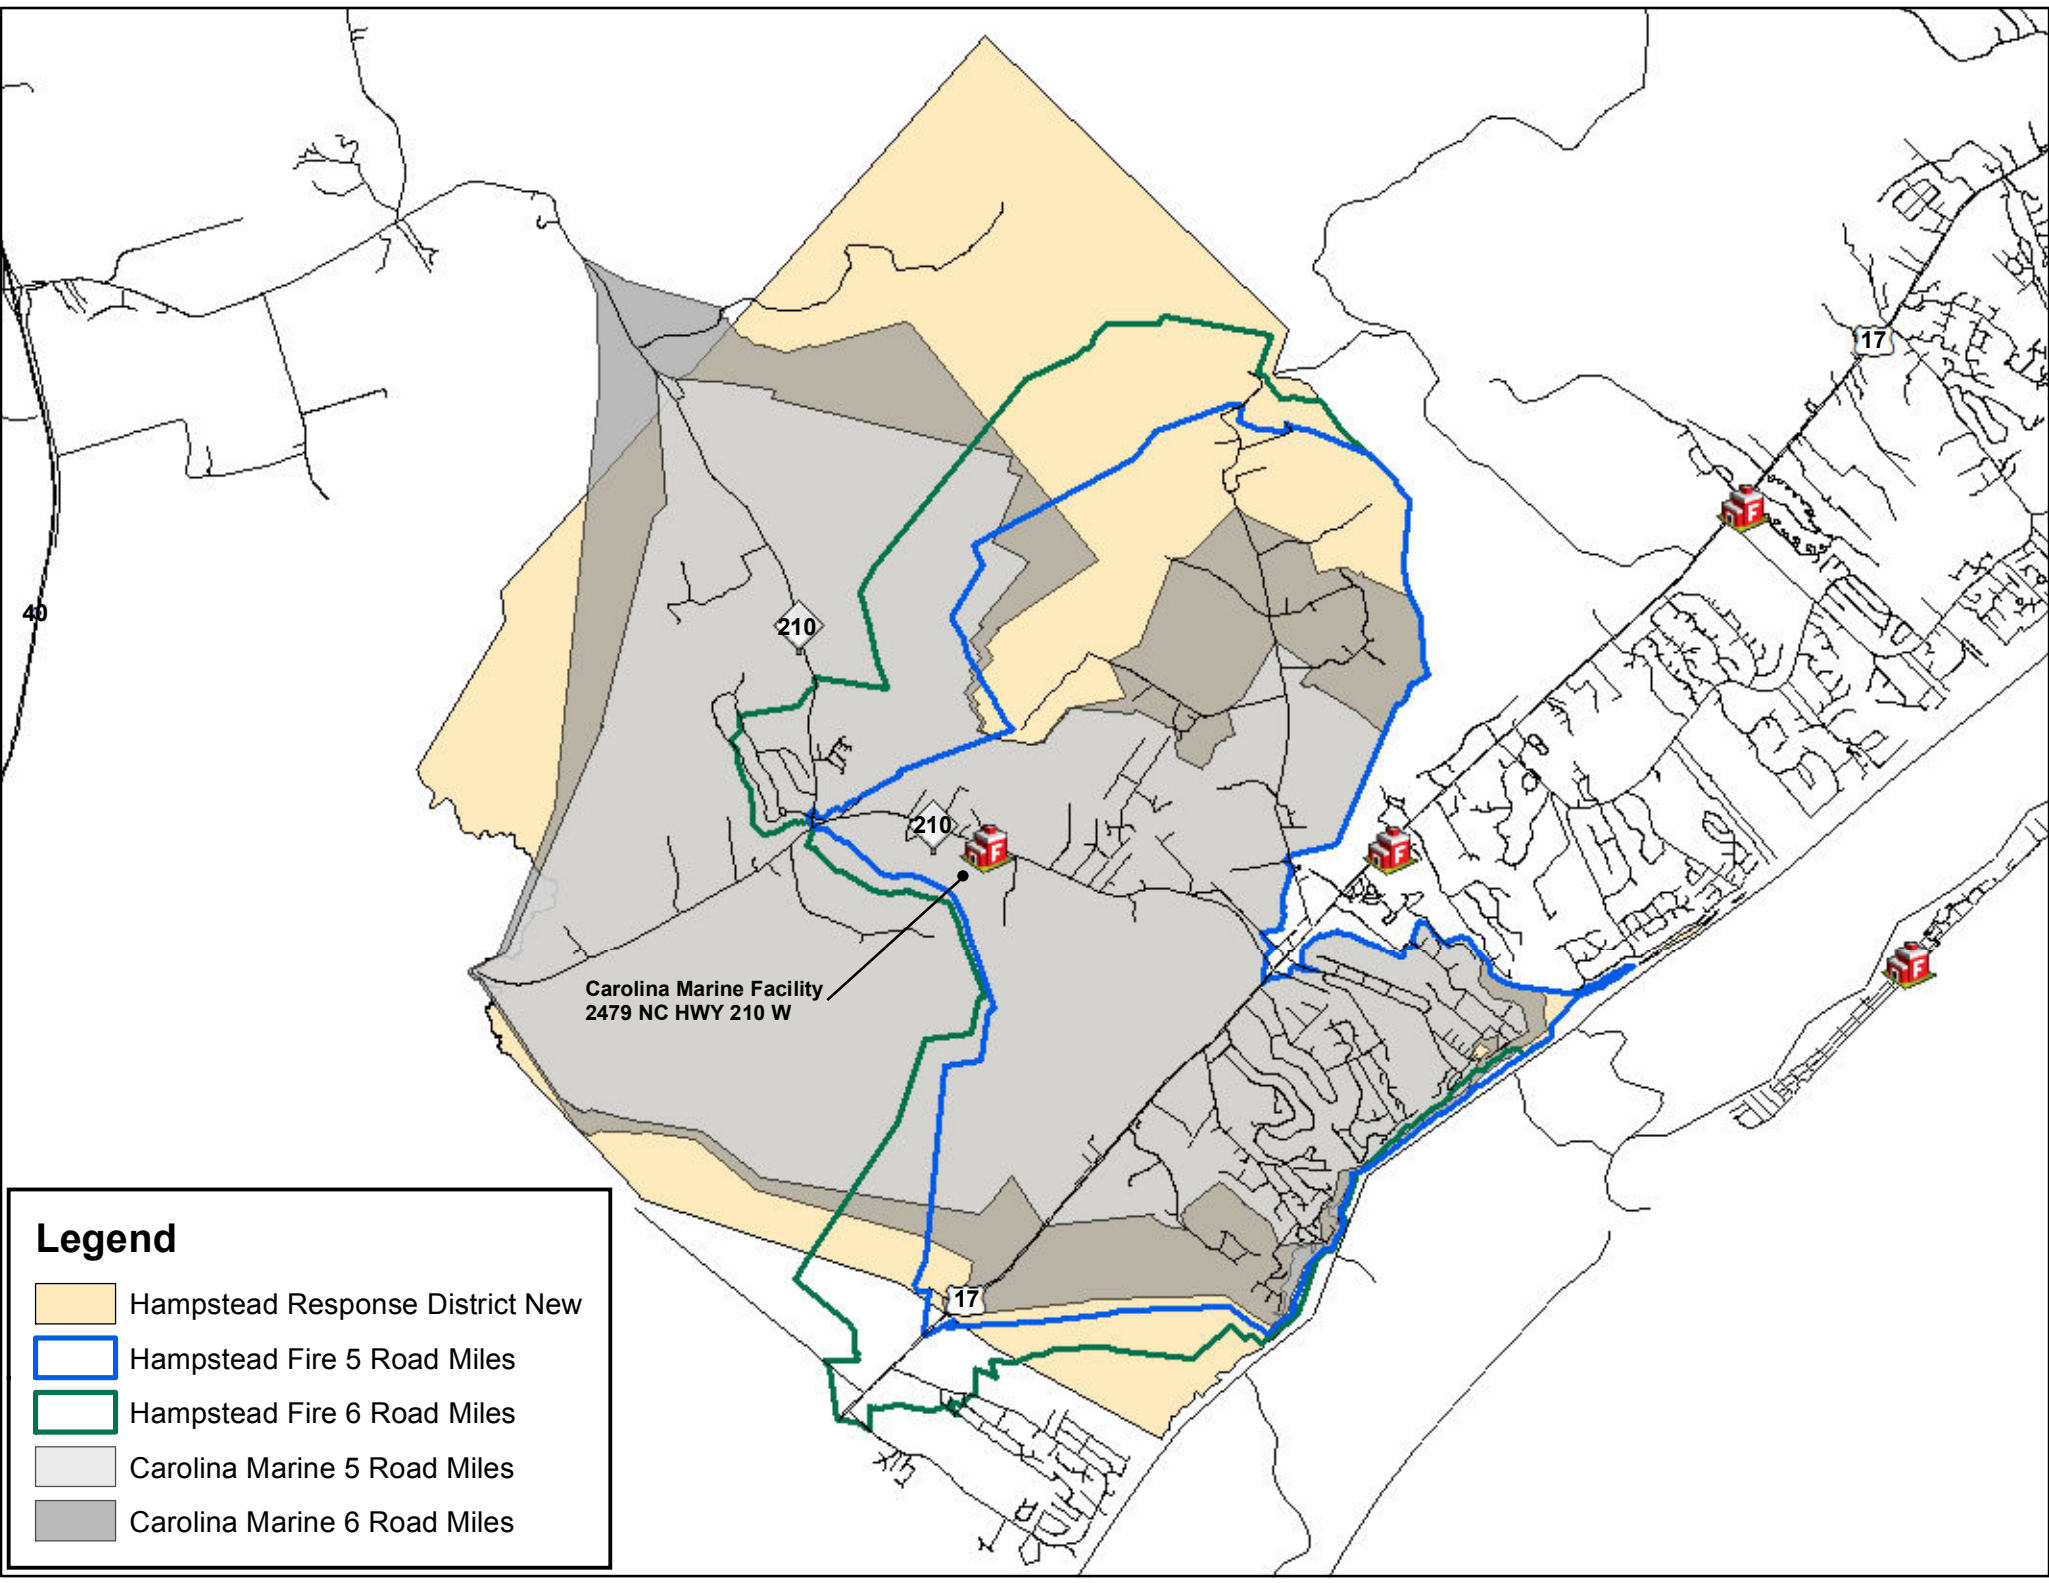 17
40
210
210
Carolina Marine Facility
2479 NC HWY 210 W
17
Legend
Hampstead Response District New
Hampstead Fire 5 Road Miles
Hampstead Fire 6 Road Miles
Carolina Marine 5 Road Miles
Carolina Marine 6 Road Miles
F
F
F
F